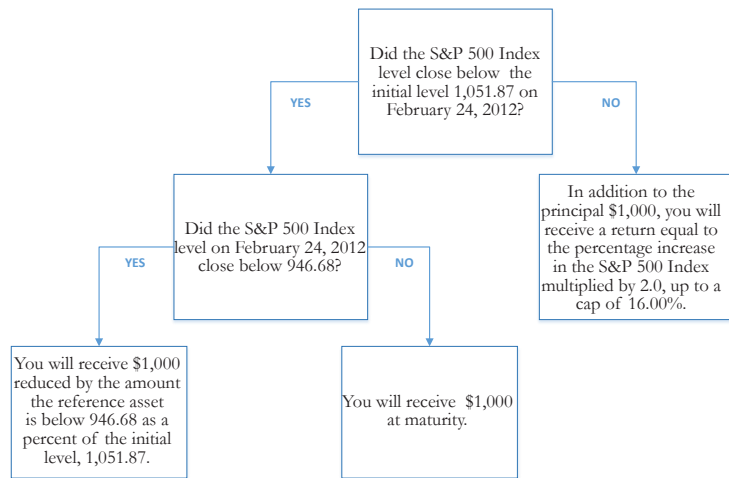 Did the S&P 500 Index
level close below the
initial level 1,051.87 on
February 24, 2012?
YES
NO
Did the S&P 500 Index
level on February 24, 2012
close below 946.68?
In addition to the
principal $1,000, you will
receive a return equal to
the percentage increase
in the S&P 500 Index
multiplied by 2.0, up to a
cap of 16.00%.
YES
NO
You will receive $1,000
reduced by the amount
the reference asset
is below 946.68 as a
percent of the initial
level, 1,051.87.
You will receive $1,000
at maturity.